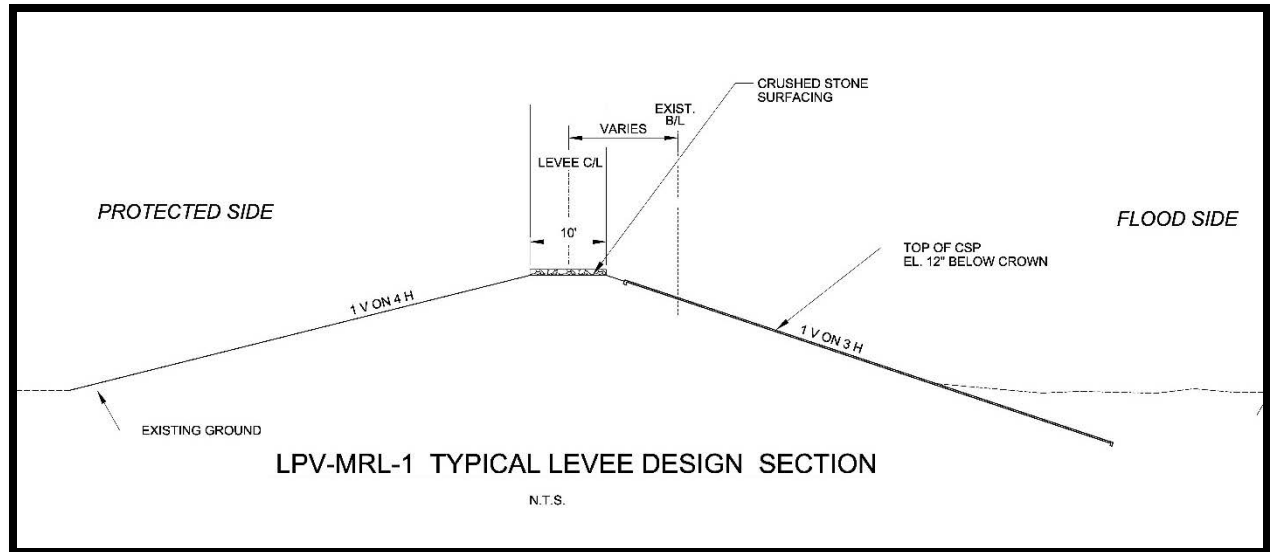 CRUSHED STONE
SURFACING
EXIST.
B/L
VARIES
LEVEE C/L
PROTECTED SIDE
FLOOD SIDE
10'
TOP OF CSP
EL. 12" BELOW CROWN
1 V ON 4 H
1 V ON 3 H
EXISTING GROUND
LPV-MRL-1 TYPICAL LEVEE DESIGN SECTION
N.T.S.